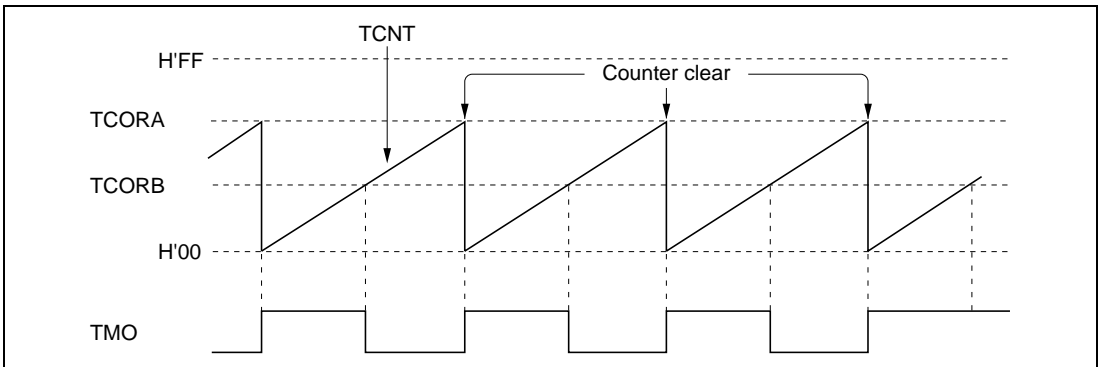 TCNT
H'FF
Counter clear
TCORA
TCORB
H'00
TMO